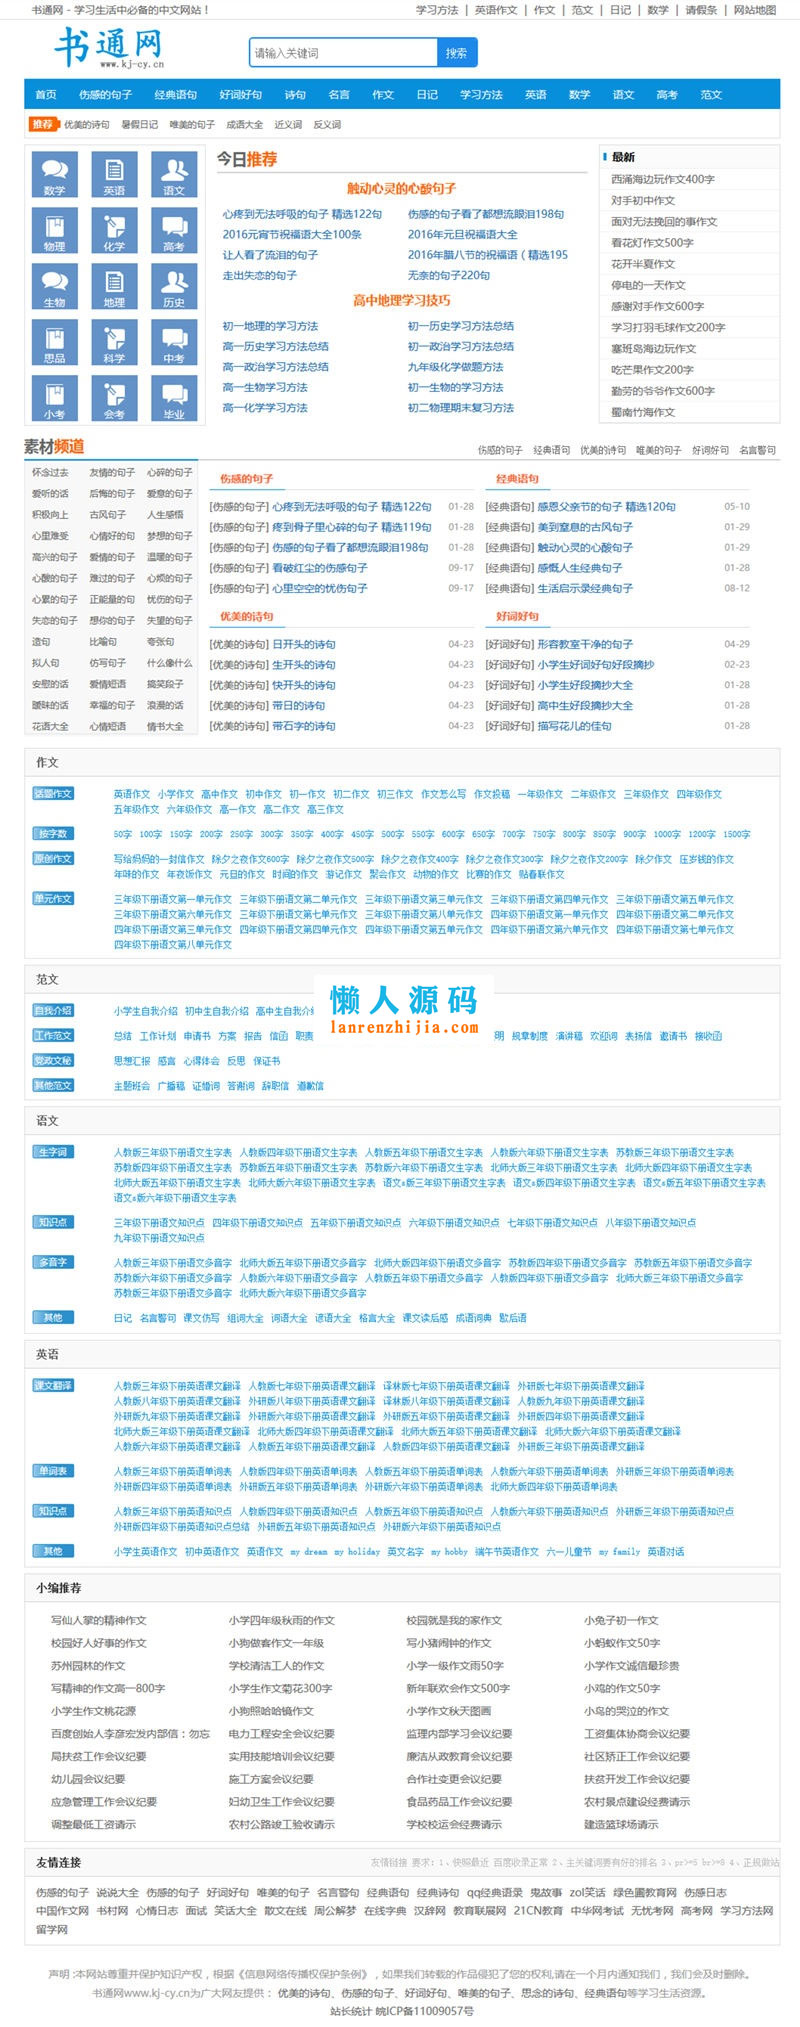 书通网 - 学习生活中必备的中文网站！
学习方法 | 英语作文 | 作文 | 范文 | 日记 | 数学 | 请假条 | 网站地图
书通网
www.kj-cy.cn
请输入关键词 搜索
首页 伤感的句子 经典语句 好词好句 诗句 名言 作文 日记 学习方法 英语 数学 语文 高考 范文
推荐 优美的诗句 暑假日记 唯美的句子 成语大全 近义词 反义词
数学 英语 语文
物理 化学 高考
生物 地理 历史
思品 科学 中考
小考 会考 毕业
今日推荐
触动心灵的心酸句子
心疼到无法呼吸的句子 精选122句 伤感的句子看了都想流眼泪198句
2016元宵节祝福语大全100条 2016年元旦祝福语大全
让人看了流泪的句子 2016年腊八节的祝福语（精选195
走出失恋的句子 无奈的句子220句
高中地理学习技巧
初一地理的学习方法 初一历史学习方法总结
高一历史学习方法总结 初一政治学习方法总结
高一政治学习方法总结 九年级化学做题方法
高一生物学习方法 初一生物的学习方法
高一化学学习方法 初二物理期末复习方法
最新
西涌海边玩作文400字
对手初中作文
面对无法挽回的事作文
看花灯作文500字
花开半夏作文
停电的一天作文
感谢对手作文600字
学习打羽毛球作文200字
塞班岛海边玩作文
吃芒果作文200字
勤劳的爷爷作文600字
蜀南竹海作文
素材频道
伤感的句子 经典语句 优美的诗句 唯美的句子 好词好句 名言警句
怀念过去 友情的句子 心碎的句子
爱听的话 后悔的句子 爱意的句子
积极向上 古风句子 人生感悟
心里难受 心情好的句 梦想的句子
高兴的句子 爱情的句子 温暖的句子
心酸的句子 难过的句子 心烦的句子
心累的句子 正能量的句 忧伤的句子
失恋的句子 想你的句子 失望的句子
造句 比喻句 夸张句
拟人句 仿写句子 什么像什么
安慰的话 爱情短语 搞笑段子
暧昧的话 幸福的句子 浪漫的话
花语大全 心情短语 情书大全
伤感的句子
[伤感的句子] 心疼到无法呼吸的句子 精选122句 01-28
[伤感的句子] 疼到骨子里心碎的句子 精选119句 01-28
[伤感的句子] 伤感的句子看了都想流眼泪198句 01-28
[伤感的句子] 看破红尘的伤感句子 09-17
[伤感的句子] 心里空空的忧伤句子 09-17
经典语句
[经典语句] 感恩父亲节的句子 精选120句 05-10
[经典语句] 美到窒息的古风句子 01-29
[经典语句] 触动心灵的心酸句子 01-29
[经典语句] 感慨人生经典句子 01-28
[经典语句] 生活启示录经典句子 08-12
优美的诗句
[优美的诗句] 日开头的诗句 04-23
[优美的诗句] 生开头的诗句 04-23
[优美的诗句] 快开头的诗句 04-23
[优美的诗句] 带日的诗句 04-23
[优美的诗句] 带石字的诗句 04-23
好词好句
[好词好句] 形容教室干净的句子 04-29
[好词好句] 小学生好词好句好段摘抄 02-23
[好词好句] 小学生好段摘抄大全 01-28
[好词好句] 高中生好段摘抄大全 01-28
[好词好句] 描写花儿的佳句 01-28
作文
话题作文 英语作文 小学作文 高中作文 初中作文 初一作文 初二作文 初三作文 作文怎么写 作文投稿 一年级作文 二年级作文 三年级作文 四年级作文
五年级作文 六年级作文 高一作文 高二作文 高三作文
按字数 50字 100字 150字 200字 250字 300字 350字 400字 450字 500字 550字 600字 650字 700字 750字 800字 850字 900字 1000字 1200字 1500字
原创作文 写给妈妈的一封信作文 除夕之夜作文600字 除夕之夜作文500字 除夕之夜作文400字 除夕之夜作文300字 除夕之夜作文200字 除夕作文 压岁钱的作文
年味的作文 年夜饭作文 元旦的作文 时间的作文 游记作文 聚会作文 动物的作文 比赛的作文 贴春联作文
单元作文 三年级下册语文第一单元作文 三年级下册语文第二单元作文 三年级下册语文第三单元作文 三年级下册语文第四单元作文 三年级下册语文第五单元作文
三年级下册语文第六单元作文 三年级下册语文第七单元作文 三年级下册语文第八单元作文 四年级下册语文第一单元作文 四年级下册语文第二单元作文
四年级下册语文第三单元作文 四年级下册语文第四单元作文 四年级下册语文第五单元作文 四年级下册语文第六单元作文 四年级下册语文第七单元作文
四年级下册语文第八单元作文
范文
自我介绍 小学生自我介绍 初中生自我介绍 高中生自我介绍
工作范文 总结 工作计划 申请书 方案 报告 信函 职责 明 规章制度 演讲稿 欢迎词 表扬信 邀请书 接收函
党政文秘 思想汇报 感言 心得体会 反思 保证书
其他范文 主题班会 广播稿 证婚词 答谢词 辞职信 道歉信
懒人源码
lanrenzhijia.com
语文
生字词 人教版三年级下册语文生字表 人教版四年级下册语文生字表 人教版五年级下册语文生字表 人教版六年级下册语文生字表 苏教版三年级下册语文生字表
苏教版四年级下册语文生字表 苏教版五年级下册语文生字表 苏教版六年级下册语文生字表 北师大版三年级下册语文生字表 北师大版四年级下册语文生字表
北师大版五年级下册语文生字表 北师大版六年级下册语文生字表 语文s版三年级下册语文生字表 语文s版四年级下册语文生字表 语文s版五年级下册语文生字表
语文s版六年级下册语文生字表
知识点 三年级下册语文知识点 四年级下册语文知识点 五年级下册语文知识点 六年级下册语文知识点 七年级下册语文知识点 八年级下册语文知识点
九年级下册语文知识点
多音字 人教版三年级下册语文多音字 北师大版五年级下册语文多音字 北师大版四年级下册语文多音字 苏教版四年级下册语文多音字 苏教版五年级下册语文多音字
苏教版六年级下册语文多音字 人教版六年级下册语文多音字 人教版五年级下册语文多音字 人教版四年级下册语文多音字 北师大版三年级下册语文多音字
苏教版三年级下册语文多音字 北师大版六年级下册语文多音字
其他 日记 名言警句 课文仿写 组词大全 词语大全 谚语大全 格言大全 课文读后感 成语词典 歇后语
英语
课文翻译 人教版三年级下册英语课文翻译 人教版七年级下册英语课文翻译 译林版七年级下册英语课文翻译 外研版七年级下册英语课文翻译
人教版八年级下册英语课文翻译 外研版八年级下册英语课文翻译 译林版八年级下册英语课文翻译 人教版九年级下册英语课文翻译
外研版九年级下册英语课文翻译 外研版六年级下册英语课文翻译 外研版五年级下册英语课文翻译 外研版四年级下册英语课文翻译
北师大版三年级下册英语课文翻译 北师大版四年级下册英语课文翻译 北师大版五年级下册英语课文翻译 北师大版六年级下册英语课文翻译
人教版六年级下册英语课文翻译 人教版五年级下册英语课文翻译 人教版四年级下册英语课文翻译 外研版三年级下册英语课文翻译
单词表 人教版三年级下册英语单词表 人教版四年级下册英语单词表 人教版五年级下册英语单词表 人教版六年级下册英语单词表 外研版三年级下册英语单词表
外研版四年级下册英语单词表 外研版五年级下册英语单词表 外研版六年级下册英语单词表 北师大版四年级下册英语单词表
知识点 人教版三年级下册英语知识点 人教版四年级下册英语知识点 人教版五年级下册英语知识点 人教版六年级下册英语知识点 外研版三年级下册英语知识点
外研版四年级下册英语知识点总结 外研版五年级下册英语知识点 外研版六年级下册英语知识点
其他 小学生英语作文 初中英语作文 英语作文 my dream my holiday 英文名字 my hobby 端午节英语作文 六一儿童节 my family 英语对话
小编推荐
写仙人掌的精神作文 小学四年级秋雨的作文 校园就是我的家作文 小兔子初一作文
校园好人好事的作文 小狗做客作文一年级 写小猪闹钟的作文 小蚂蚁作文50字
苏州园林的作文 学校清洁工人的作文 小学一级作文雨50字 小学作文诚信最珍贵
写精神的作文高一800字 小学生作文菊花300字 新年联欢会作文500字 小鸡的作文50字
小学生作文桃花源 小狗照哈哈镜作文 小学作文秋天图画 小鸟的哭泣的作文
百度创始人李彦宏发内部信：勿忘 电力工程安全会议纪要 监理内部学习会议纪要 工资集体协商会议纪要
局扶贫工作会议纪要 实用技能培训会议纪要 廉洁从政教育会议纪要 社区矫正工作会议纪要
幼儿园会议纪要 施工方案会议纪要 合作社变更会议纪要 扶贫开发工作会议纪要
应急管理工作会议纪要 妇幼卫生工作会议纪要 食品药品工作会议纪要 农村景点建设经费请示
调整最低工资请示 农村公路竣工验收请示 学校校运会经费请示 建造篮球场请示
友情连接 友情链接 要求：1、快照最近 百度收录正常 2、主关键词要有好的排名 3、pr>=5 br>=8 4、正规做站
伤感的句子 说说大全 伤感的句子 好词好句 唯美的句子 名言警句 经典语句 经典诗句 qq经典语录 鬼故事 zol笑话 绿色圃教育网 伤感日志
中国作文网 书村网 心情日志 面试 笑话大全 散文在线 周公解梦 在线字典 汉辞网 教育联展网 21CN教育 中华网考试 无忧考网 高考网 学习方法网
留学网
声明 :本网站尊重并保护知识产权，根据《信息网络传播权保护条例》，如果我们转载的作品侵犯了您的权利,请在一个月内通知我们，我们会及时删除。
书通网www.kj-cy.cn为广大网友提供： 优美的诗句、伤感的句子、好词好句、唯美的句子、思念的诗句、经典语句等学习生活资源。
站长统计 皖ICP备11009057号